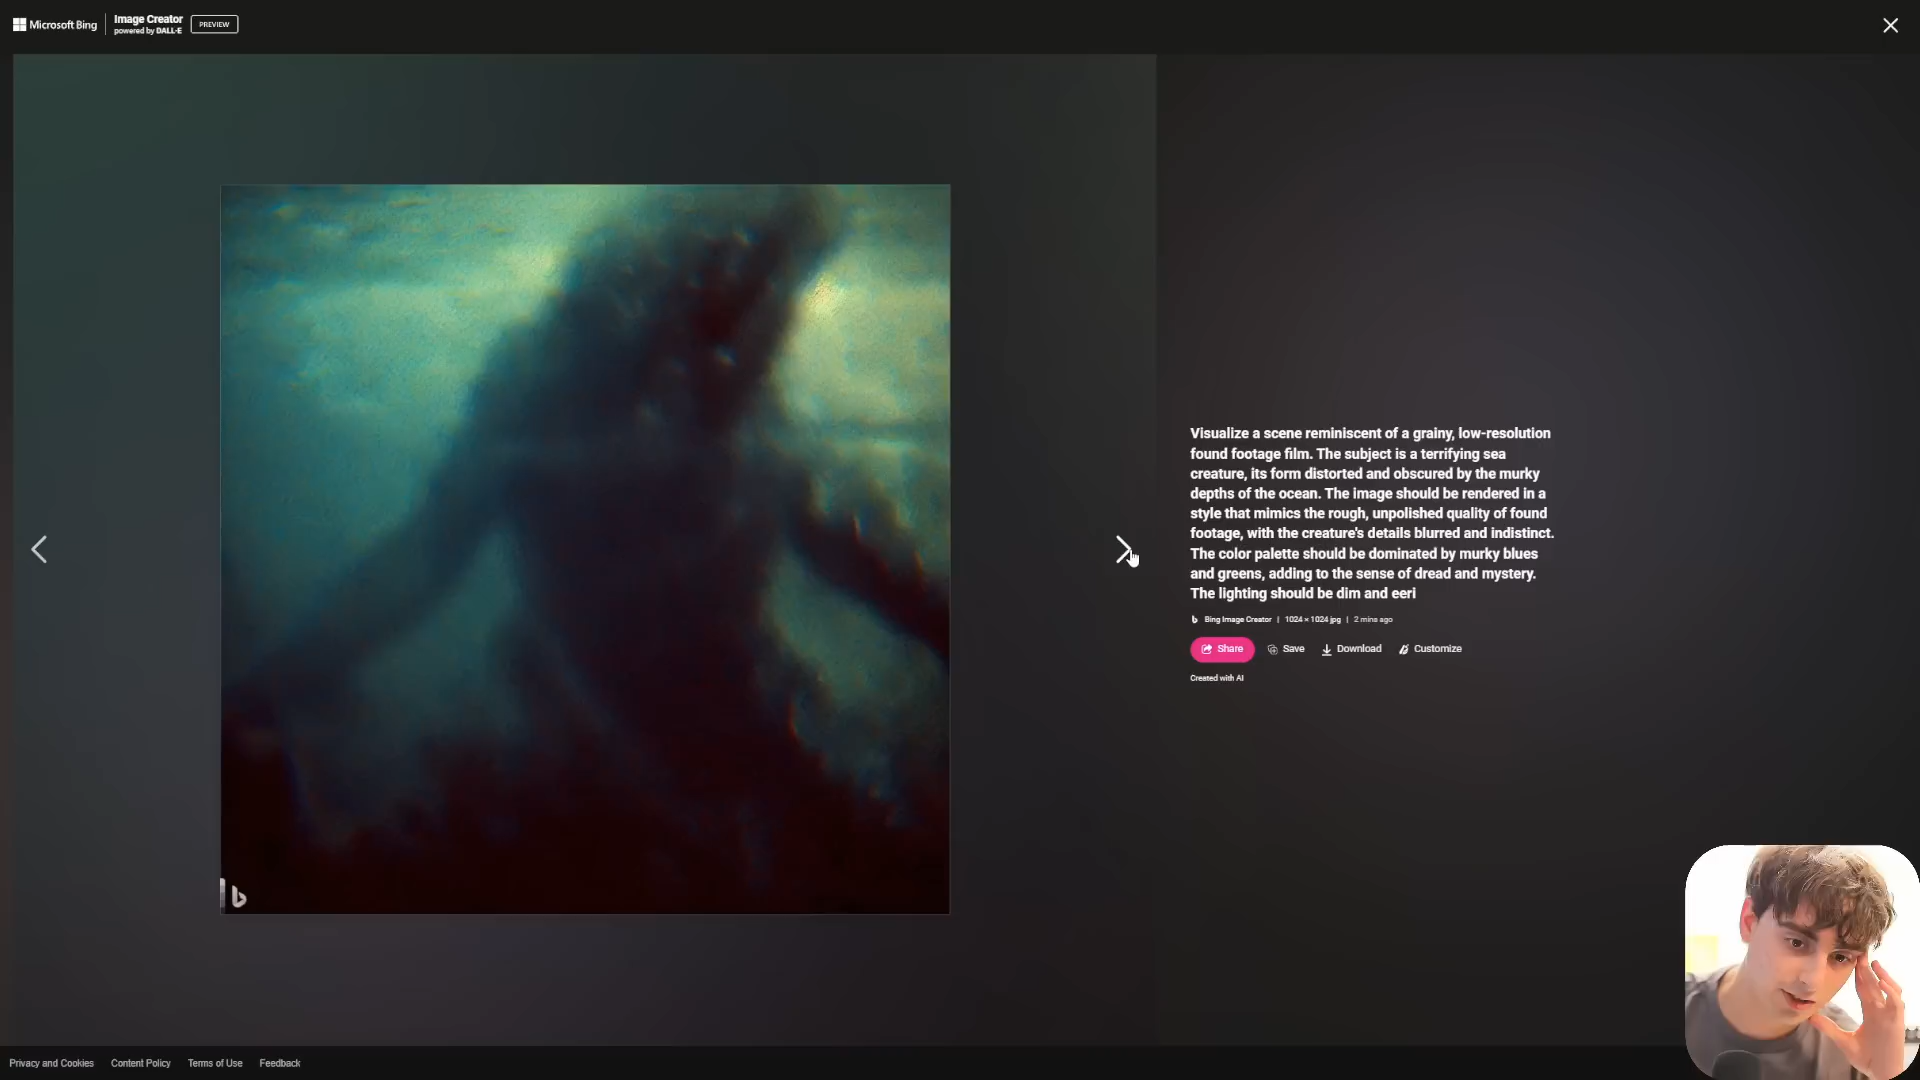 Microsoft Bing
Image Creator
powered by DALL·E
PREVIEW
Visualize a scene reminiscent of a grainy, low-resolution
found footage film. The subject is a terrifying sea
creature, its form distorted and obscured by the murky
depths of the ocean. The image should be rendered in a
style that mimics the rough, unpolished quality of found
footage, with the creature's details blurred and indistinct.
The color palette should be dominated by murky blues
and greens, adding to the sense of dread and mystery.
The lighting should be dim and eeri
Bing Image Creator | 1024 × 1024 jpg | 2 mins ago
Share Save Download Customize
Created with AI
Privacy and Cookies Content Policy Terms of Use Feedback